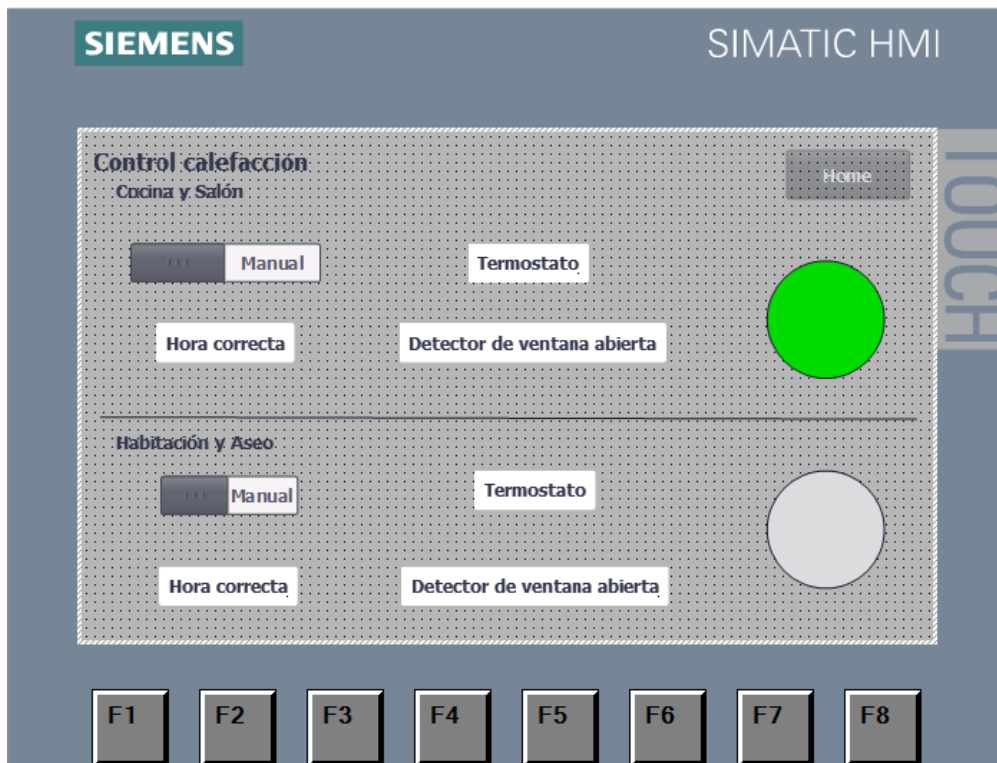 SIEMENS
SIMATIC HMI
TOUCH
Control calefacción
Home
Cocina y Salón
Manual
Termostato
Hora correcta
Detector de ventana abierta
Habitación y Aseo
Manual
Termostato
Hora correcta
Detector de ventana abierta
F1 F2 F3 F4 F5 F6 F7 F8